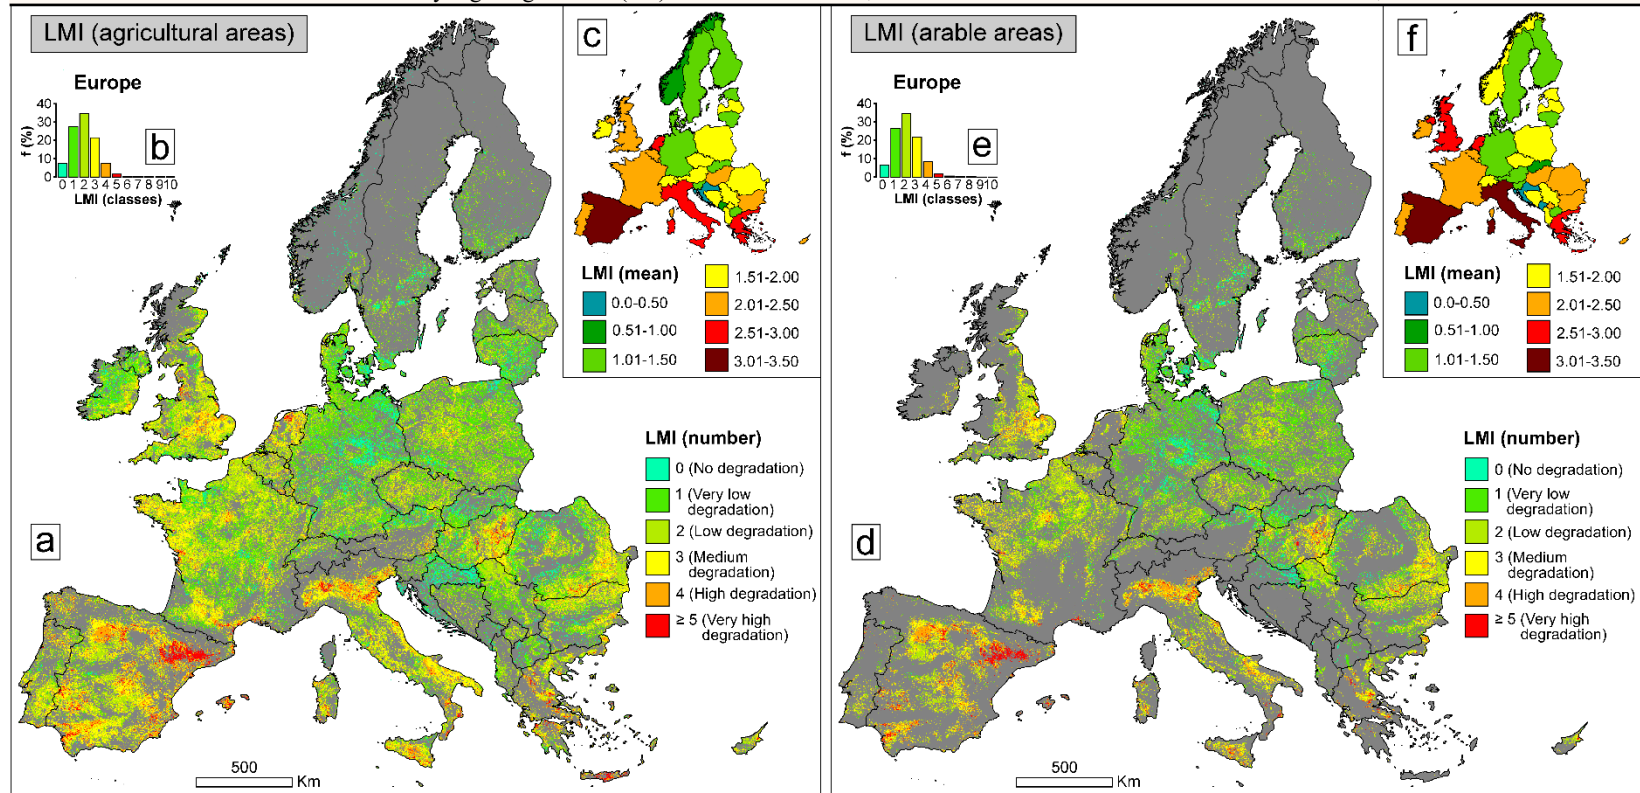 LMI (agricultural areas)
Europe
40
30
20
10
0
f (%)
b
0 1 2 3 4 5 6 7 8 910
LMI (classes)
c
LMI (mean)
0.0-0.50
0.51-1.00
1.01-1.50
1.51-2.00
2.01-2.50
2.51-3.00
3.01-3.50
LMI (number)
0 (No degradation)
1 (Very low
degradation)
2 (Low degradation)
3 (Medium
degradation)
4 (High degradation)
≥ 5 (Very high
degradation)
a
500
Km
LMI (arable areas)
Europe
40
30
20
10
0
f (%)
e
0 1 2 3 4 5 6 7 8 910
LMI (classes)
f
LMI (mean)
0.0-0.50
0.51-1.00
1.01-1.50
1.51-2.00
2.01-2.50
2.51-3.00
3.01-3.50
LMI (number)
0 (No degradation)
1 (Very low
degradation)
2 (Low degradation)
3 (Medium
degradation)
4 (High degradation)
≥ 5 (Very high
degradation)
d
500
Km